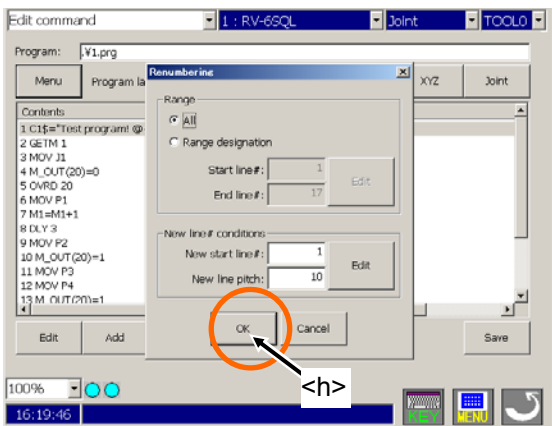 Edit command 1 : RV-6SQL Joint TOOL0
Program: .¥1.prg
Menu Program la XYZ Joint
Renumbering
Contents
1 C1$="Test program! @
2 GETM 1
3 MOV J1
4 M_OUT(20)=0
5 OVRD 20
6 MOV P1
7 M1=M1+1
8 DLY 3
9 MOV P2
10 M_OUT(20)=1
11 MOV P3
12 MOV P4
13 M_OUT(20)=1
Range
All
Range designation
Start line#: 1
End line#: 17
Edit
New line# conditions
New start line#: 1
New line pitch: 10
Edit
OK Cancel
Edit Add Save
<h>
100%
16:19:46
KEY MENU